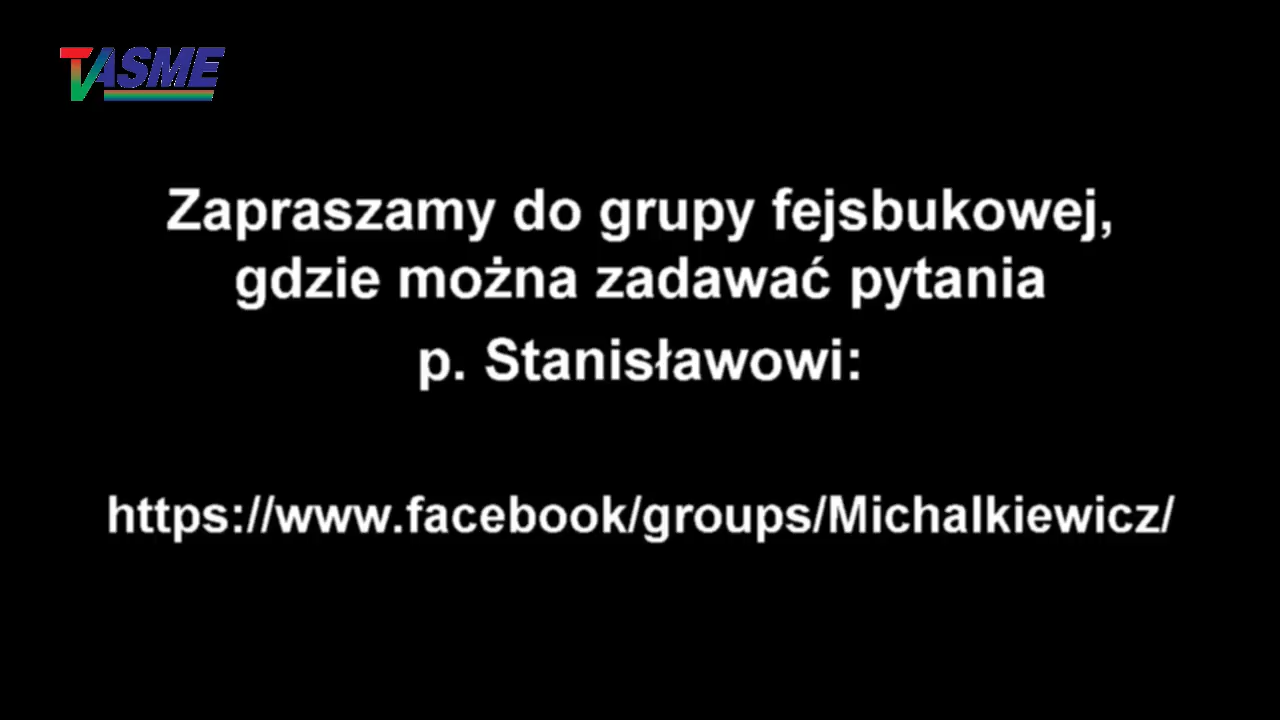 TASME
Zapraszamy do grupy fejsbukowej,
gdzie można zadawać pytania
p. Stanisławowi:
https://www.facebook/groups/Michalkiewicz/